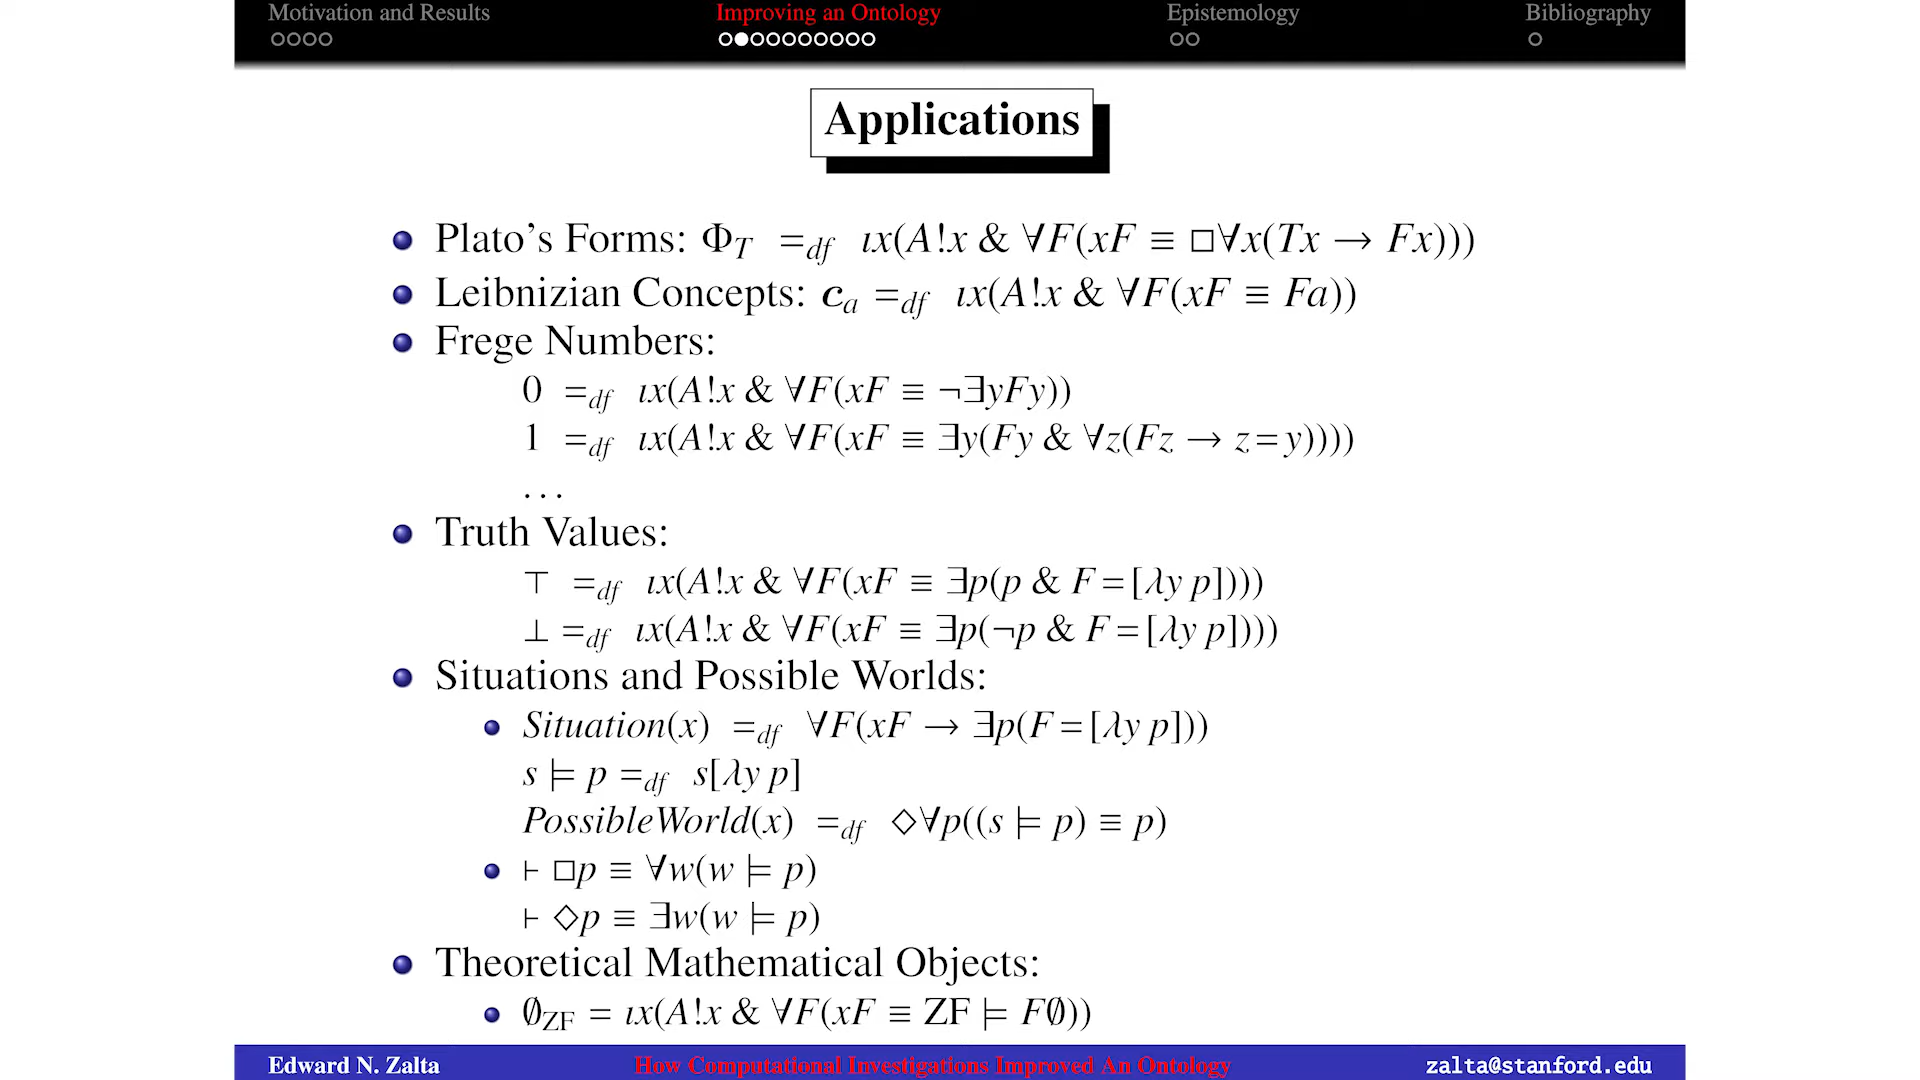 Motivation and Results Improving an Ontology Epistemology Bibliography
Applications
Plato's Forms: Φ_T =_df ιx(A!x & ∀F(xF ≡ □∀x(Tx → Fx)))
Leibnizian Concepts: c_a =_df ιx(A!x & ∀F(xF ≡ Fa))
Frege Numbers:
0 =_df ιx(A!x & ∀F(xF ≡ ¬∃yFy))
1 =_df ιx(A!x & ∀F(xF ≡ ∃y(Fy & ∀z(Fz → z=y))))
...
Truth Values:
⊤ =_df ιx(A!x & ∀F(xF ≡ ∃p(p & F=[λy p])))
⊥ =_df ιx(A!x & ∀F(xF ≡ ∃p(¬p & F=[λy p])))
Situations and Possible Worlds:
Situation(x) =_df ∀F(xF → ∃p(F=[λy p]))
s ⊨ p =_df s[λy p]
PossibleWorld(x) =_df ◇∀p((s ⊨ p) ≡ p)
⊢ □p ≡ ∀w(w ⊨ p)
⊢ ◇p ≡ ∃w(w ⊨ p)
Theoretical Mathematical Objects:
∅_ZF = ιx(A!x & ∀F(xF ≡ ZF ⊨ F∅))
Edward N. Zalta How Computational Investigations Improved An Ontology zalta@stanford.edu